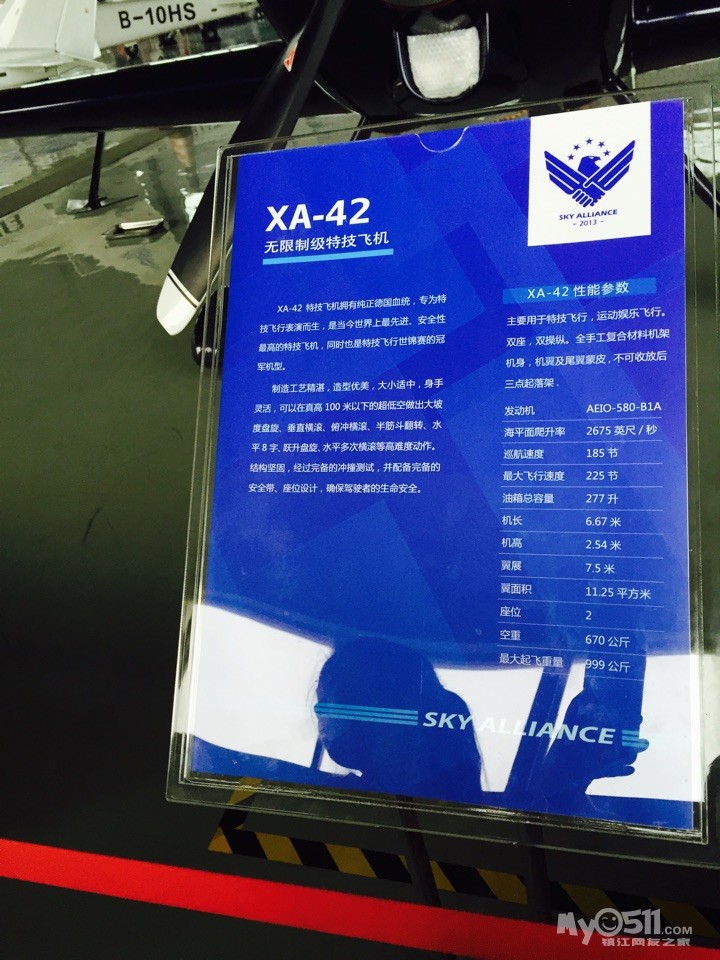 B-10HS
SKY ALLIANCE
- 2013 -
XA-42
无限制级特技飞机
XA-42 特技飞机拥有纯正德国血统，专为特
技飞行表演而生，是当今世界上最先进、安全性
最高的特技飞机，同时也是特技飞行世锦赛的冠
军机型。
制造工艺精湛，造型优美，大小适中，身手
灵活，可以在真高 100 米以下的超低空做出大坡
度盘旋、垂直横滚、俯冲横滚、半筋斗翻转、水
平 8 字、跃升盘旋、水平多次横滚等高难度动作。
结构坚固，经过完备的冲撞测试，并配备完备的
安全带、座位设计，确保驾驶者的生命安全。
XA-42 性能参数
主要用于特技飞行，运动娱乐飞行。
双座，双操纵。全手工复合材料机架
机身，机翼及尾翼蒙皮，不可收放后
三点起落架．
发动机 AEIO-580-B1A
海平面爬升率 2675 英尺 / 秒
巡航速度 185 节
最大飞行速度 225 节
油箱总容量 277 升
机长 6.67 米
机高 2.54 米
翼展 7.5 米
翼面积 11.25 平方米
座位 2
空重 670 公斤
最大起飞重量 999 公斤
SKY ALLIANCE
My0511.COM
镇江网友之家